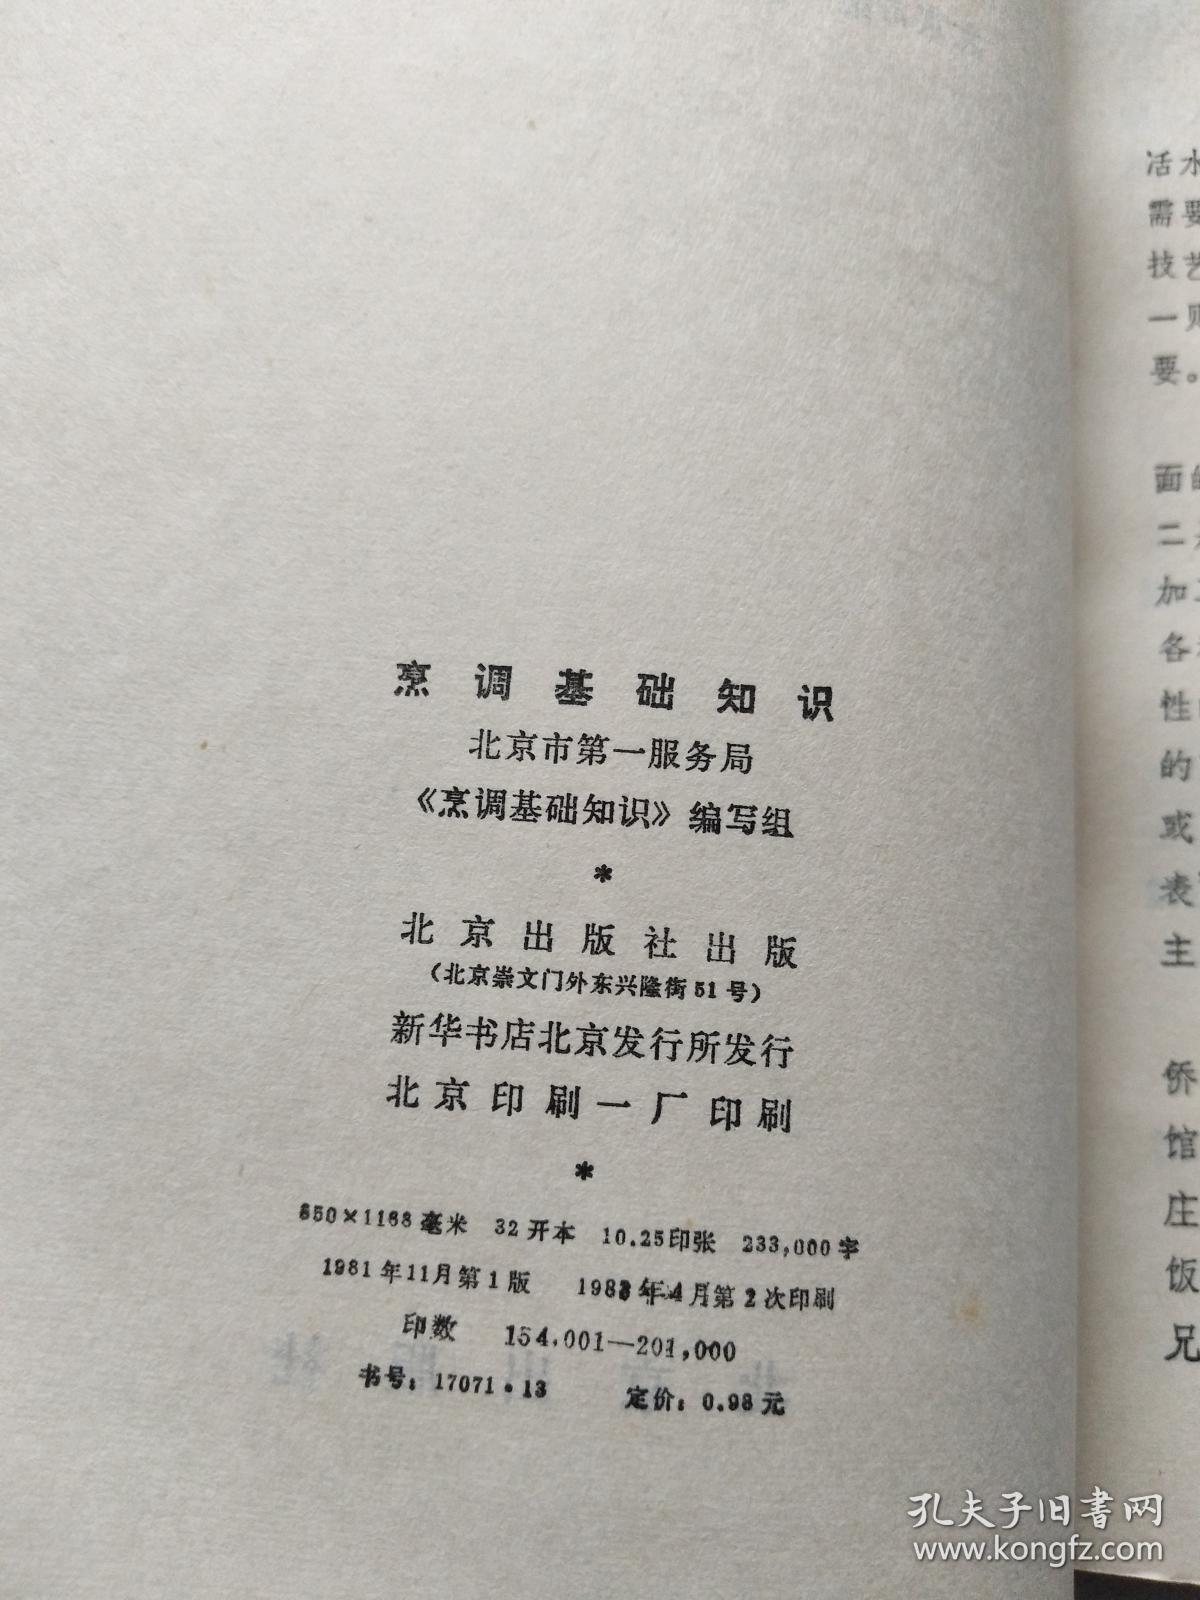 烹调基础知识
北京市第一服务局
《烹调基础知识》编写组
*
北京出版社出版
(北京崇文门外东兴隆街51号)
新华书店北京发行所发行
北京印刷一厂印刷
*
850×1168毫米 32开本 10.25印张 233,000字
1981年11月第1版 1983年4月第2次印刷
印数 154,001—201,000
书号：17071·13 定价：0.98元
活水
需要
技艺
一则
要。
面的
二
加
各
性
的
或
表
主
侨
馆
庄
饭
兄
孔夫子旧书网
www.kongfz.com